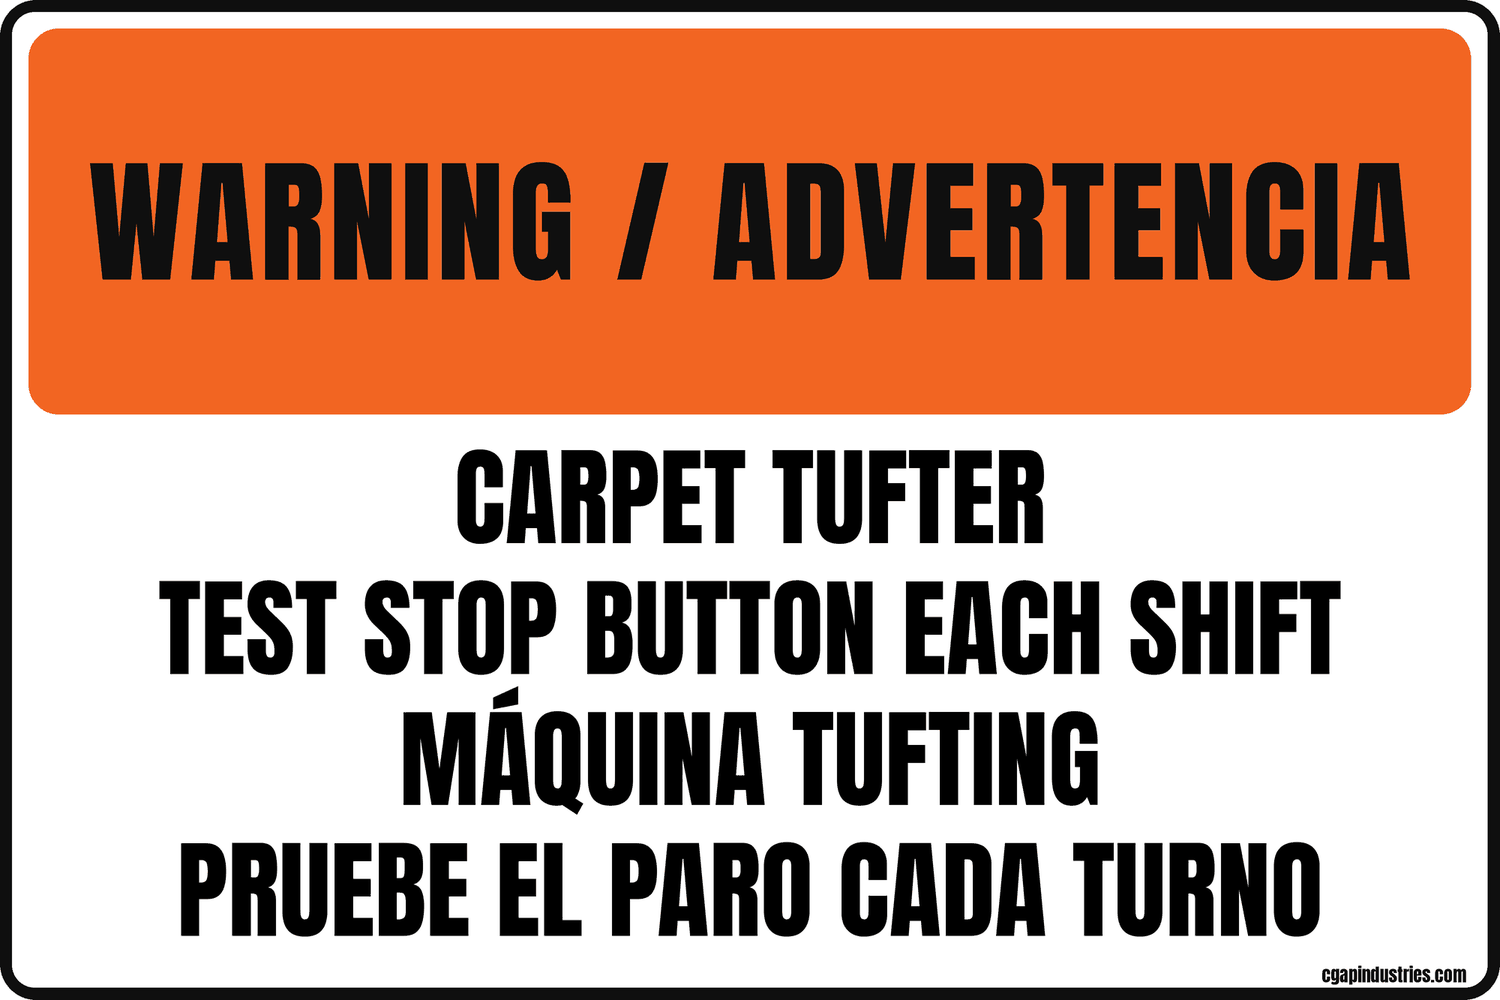 WARNING / ADVERTENCIA
CARPET TUFTER
TEST STOP BUTTON EACH SHIFT
MÁQUINA TUFTING
PRUEBE EL PARO CADA TURNO
cgapindustries.com